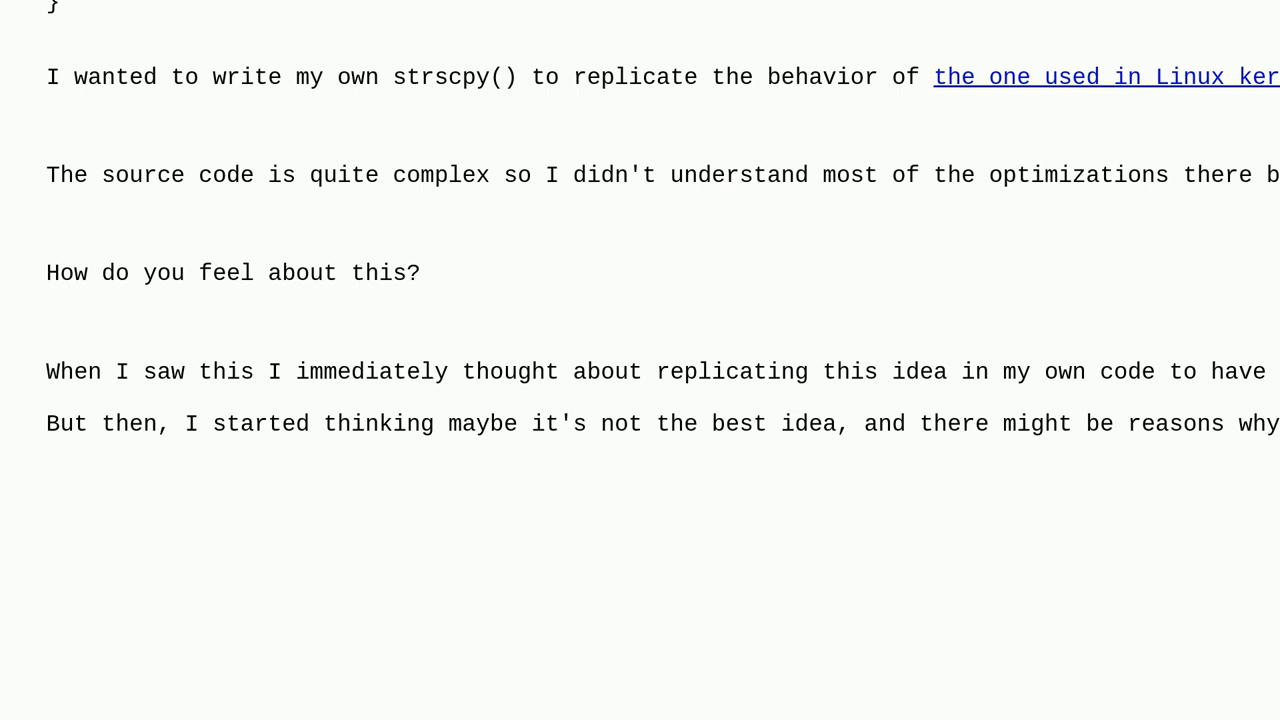 }
I wanted to write my own strscpy() to replicate the behavior of the one used in Linux ker
The source code is quite complex so I didn't understand most of the optimizations there b
How do you feel about this?
When I saw this I immediately thought about replicating this idea in my own code to have
But then, I started thinking maybe it's not the best idea, and there might be reasons why